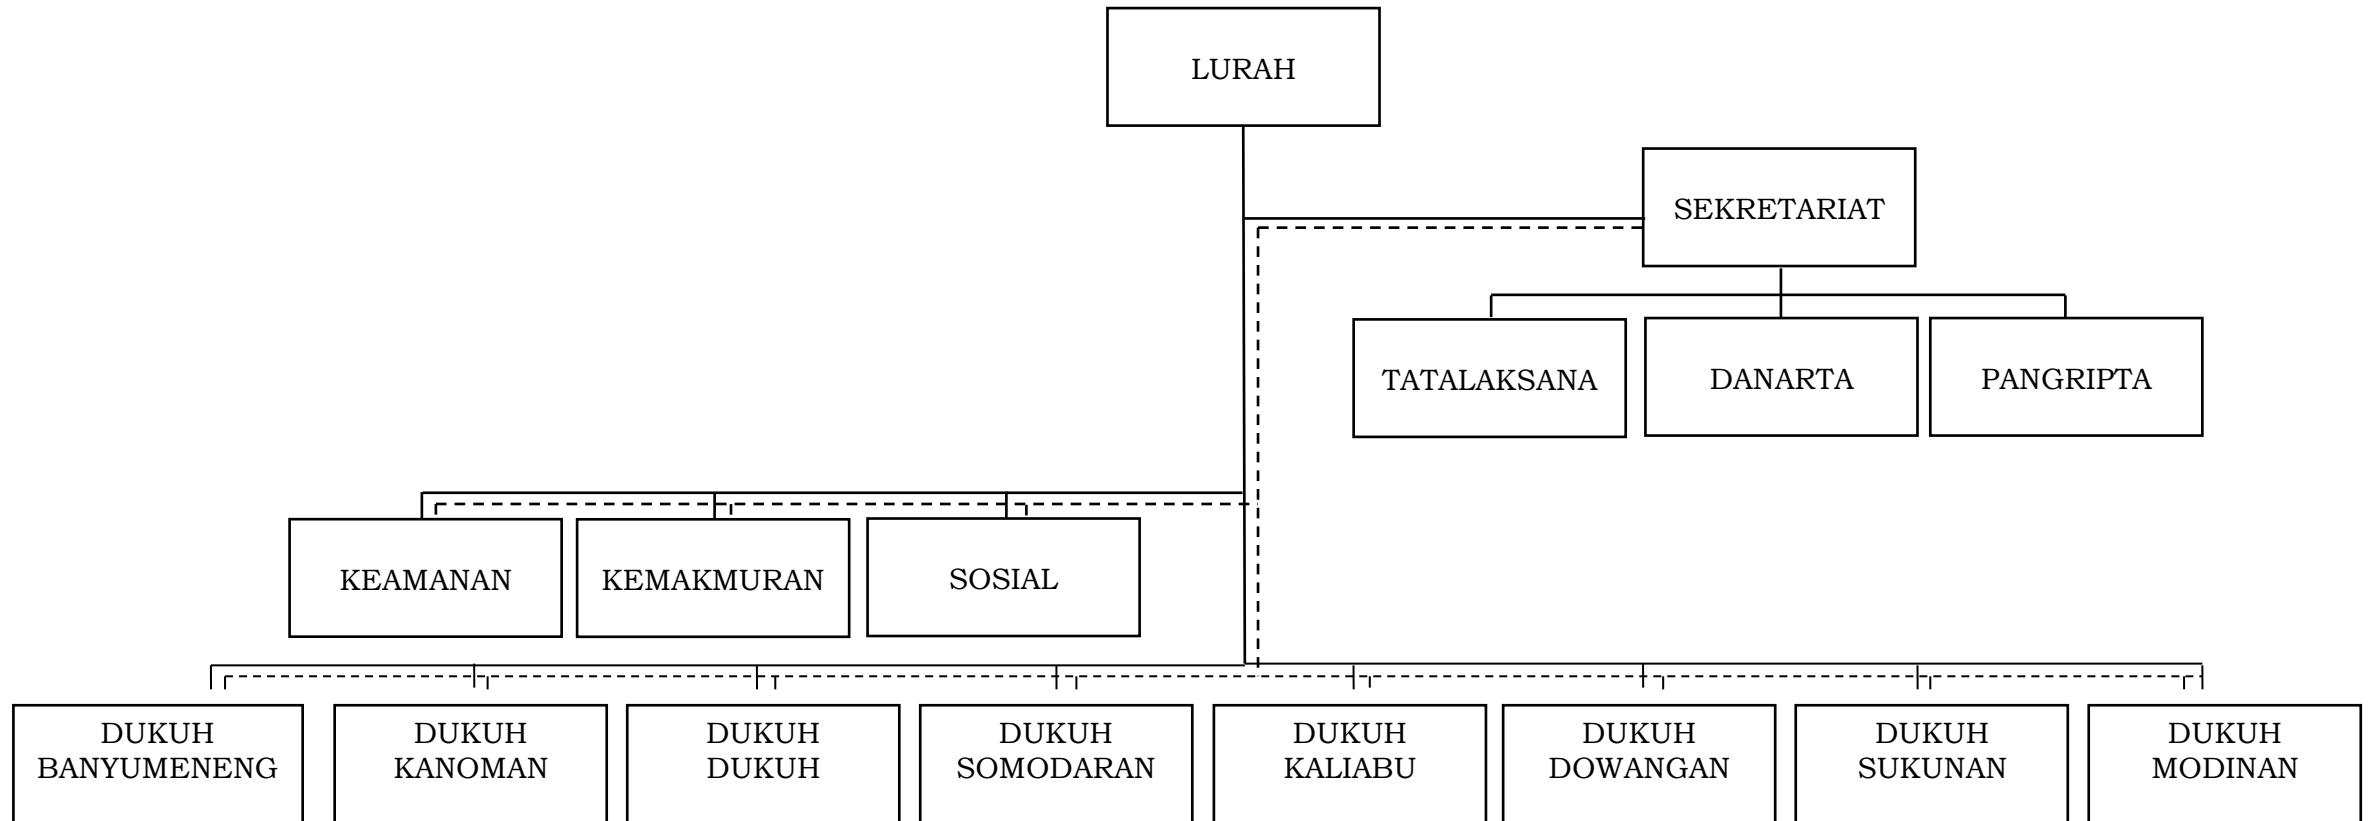 LURAH
SEKRETARIAT
TATALAKSANA
DANARTA
PANGRIPTA
KEAMANAN
KEMAKMURAN
SOSIAL
DUKUH
BANYUMENENG
DUKUH
KANOMAN
DUKUH
DUKUH
DUKUH
SOMODARAN
DUKUH
KALIABU
DUKUH
DOWANGAN
DUKUH
SUKUNAN
DUKUH
MODINAN